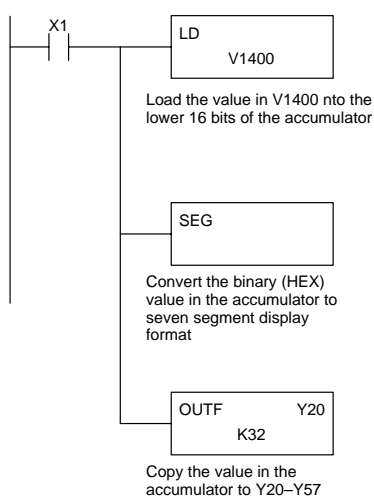 X1
LD
V1400
Load the value in V1400 nto the
lower 16 bits of the accumulator
SEG
Convert the binary (HEX)
value in the accumulator to
seven segment display
format
OUTF Y20
K32
Copy the value in the
accumulator to Y20–Y57